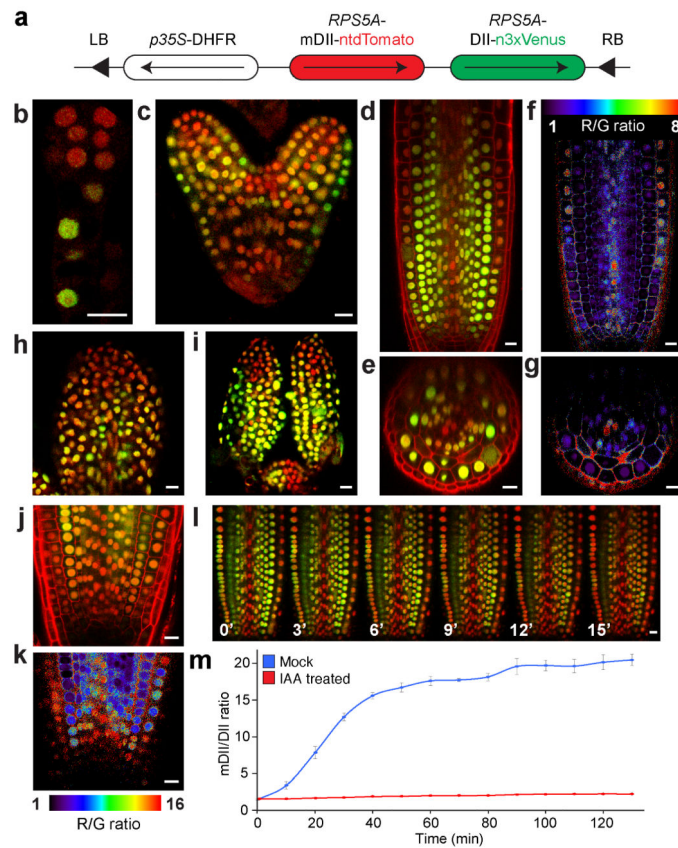 a
LB
p35S-DHFR
RPS5A-
mDII-ntdTomato
RPS5A-
DII-n3xVenus
RB
b
c
d
f
1
8
R/G ratio
h
i
e
g
j
l
0'
3'
6'
9'
12'
15'
k
1
16
R/G ratio
m
Mock
IAA treated
mDII/DII ratio
20
15
10
5
0
0
20
40
60
80
100
120
Time (min)